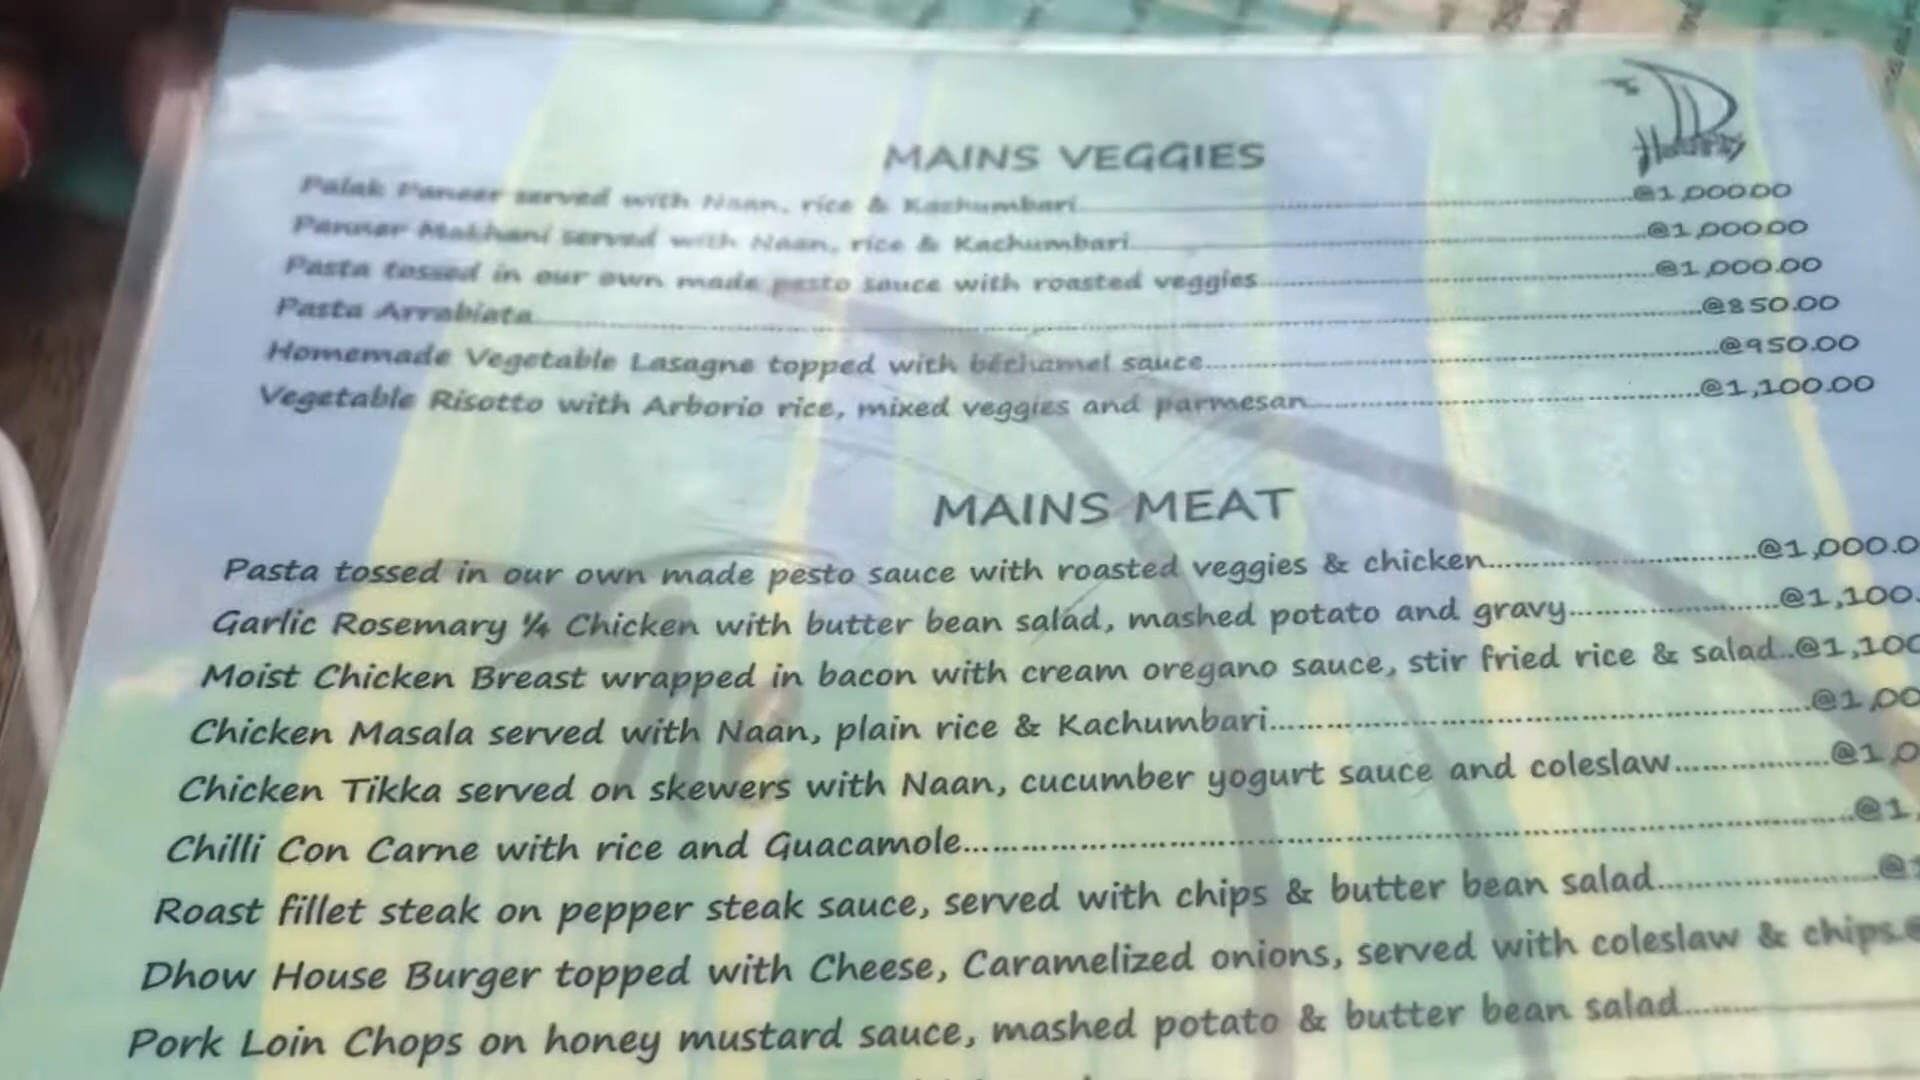 MAINS VEGGIES
Palak Paneer served with Naan, rice & Kachumbari...@1,000.00
Panner Makhani served with Naan, rice & Kachumbari...@1,000.00
Pasta tossed in our own made pesto sauce with roasted veggies...@1,000.00
Pasta Arrabiata...@850.00
Homemade Vegetable Lasagne topped with béchamel sauce...@950.00
Vegetable Risotto with Arborio rice, mixed veggies and parmesan...@1,100.00
MAINS MEAT
Pasta tossed in our own made pesto sauce with roasted veggies & chicken...@1,000.0
Garlic Rosemary ¼ Chicken with butter bean salad, mashed potato and gravy...@1,100.
Moist Chicken Breast wrapped in bacon with cream oregano sauce, stir fried rice & salad..@1,100
Chicken Masala served with Naan, plain rice & Kachumbari...@1,00
Chicken Tikka served on skewers with Naan, cucumber yogurt sauce and coleslaw...@1,0
Chilli Con Carne with rice and Guacamole...@1,
Roast fillet steak on pepper steak sauce, served with chips & butter bean salad...@1
Dhow House Burger topped with Cheese, Caramelized onions, served with coleslaw & chips.@
Pork Loin Chops on honey mustard sauce, mashed potato & butter bean salad...